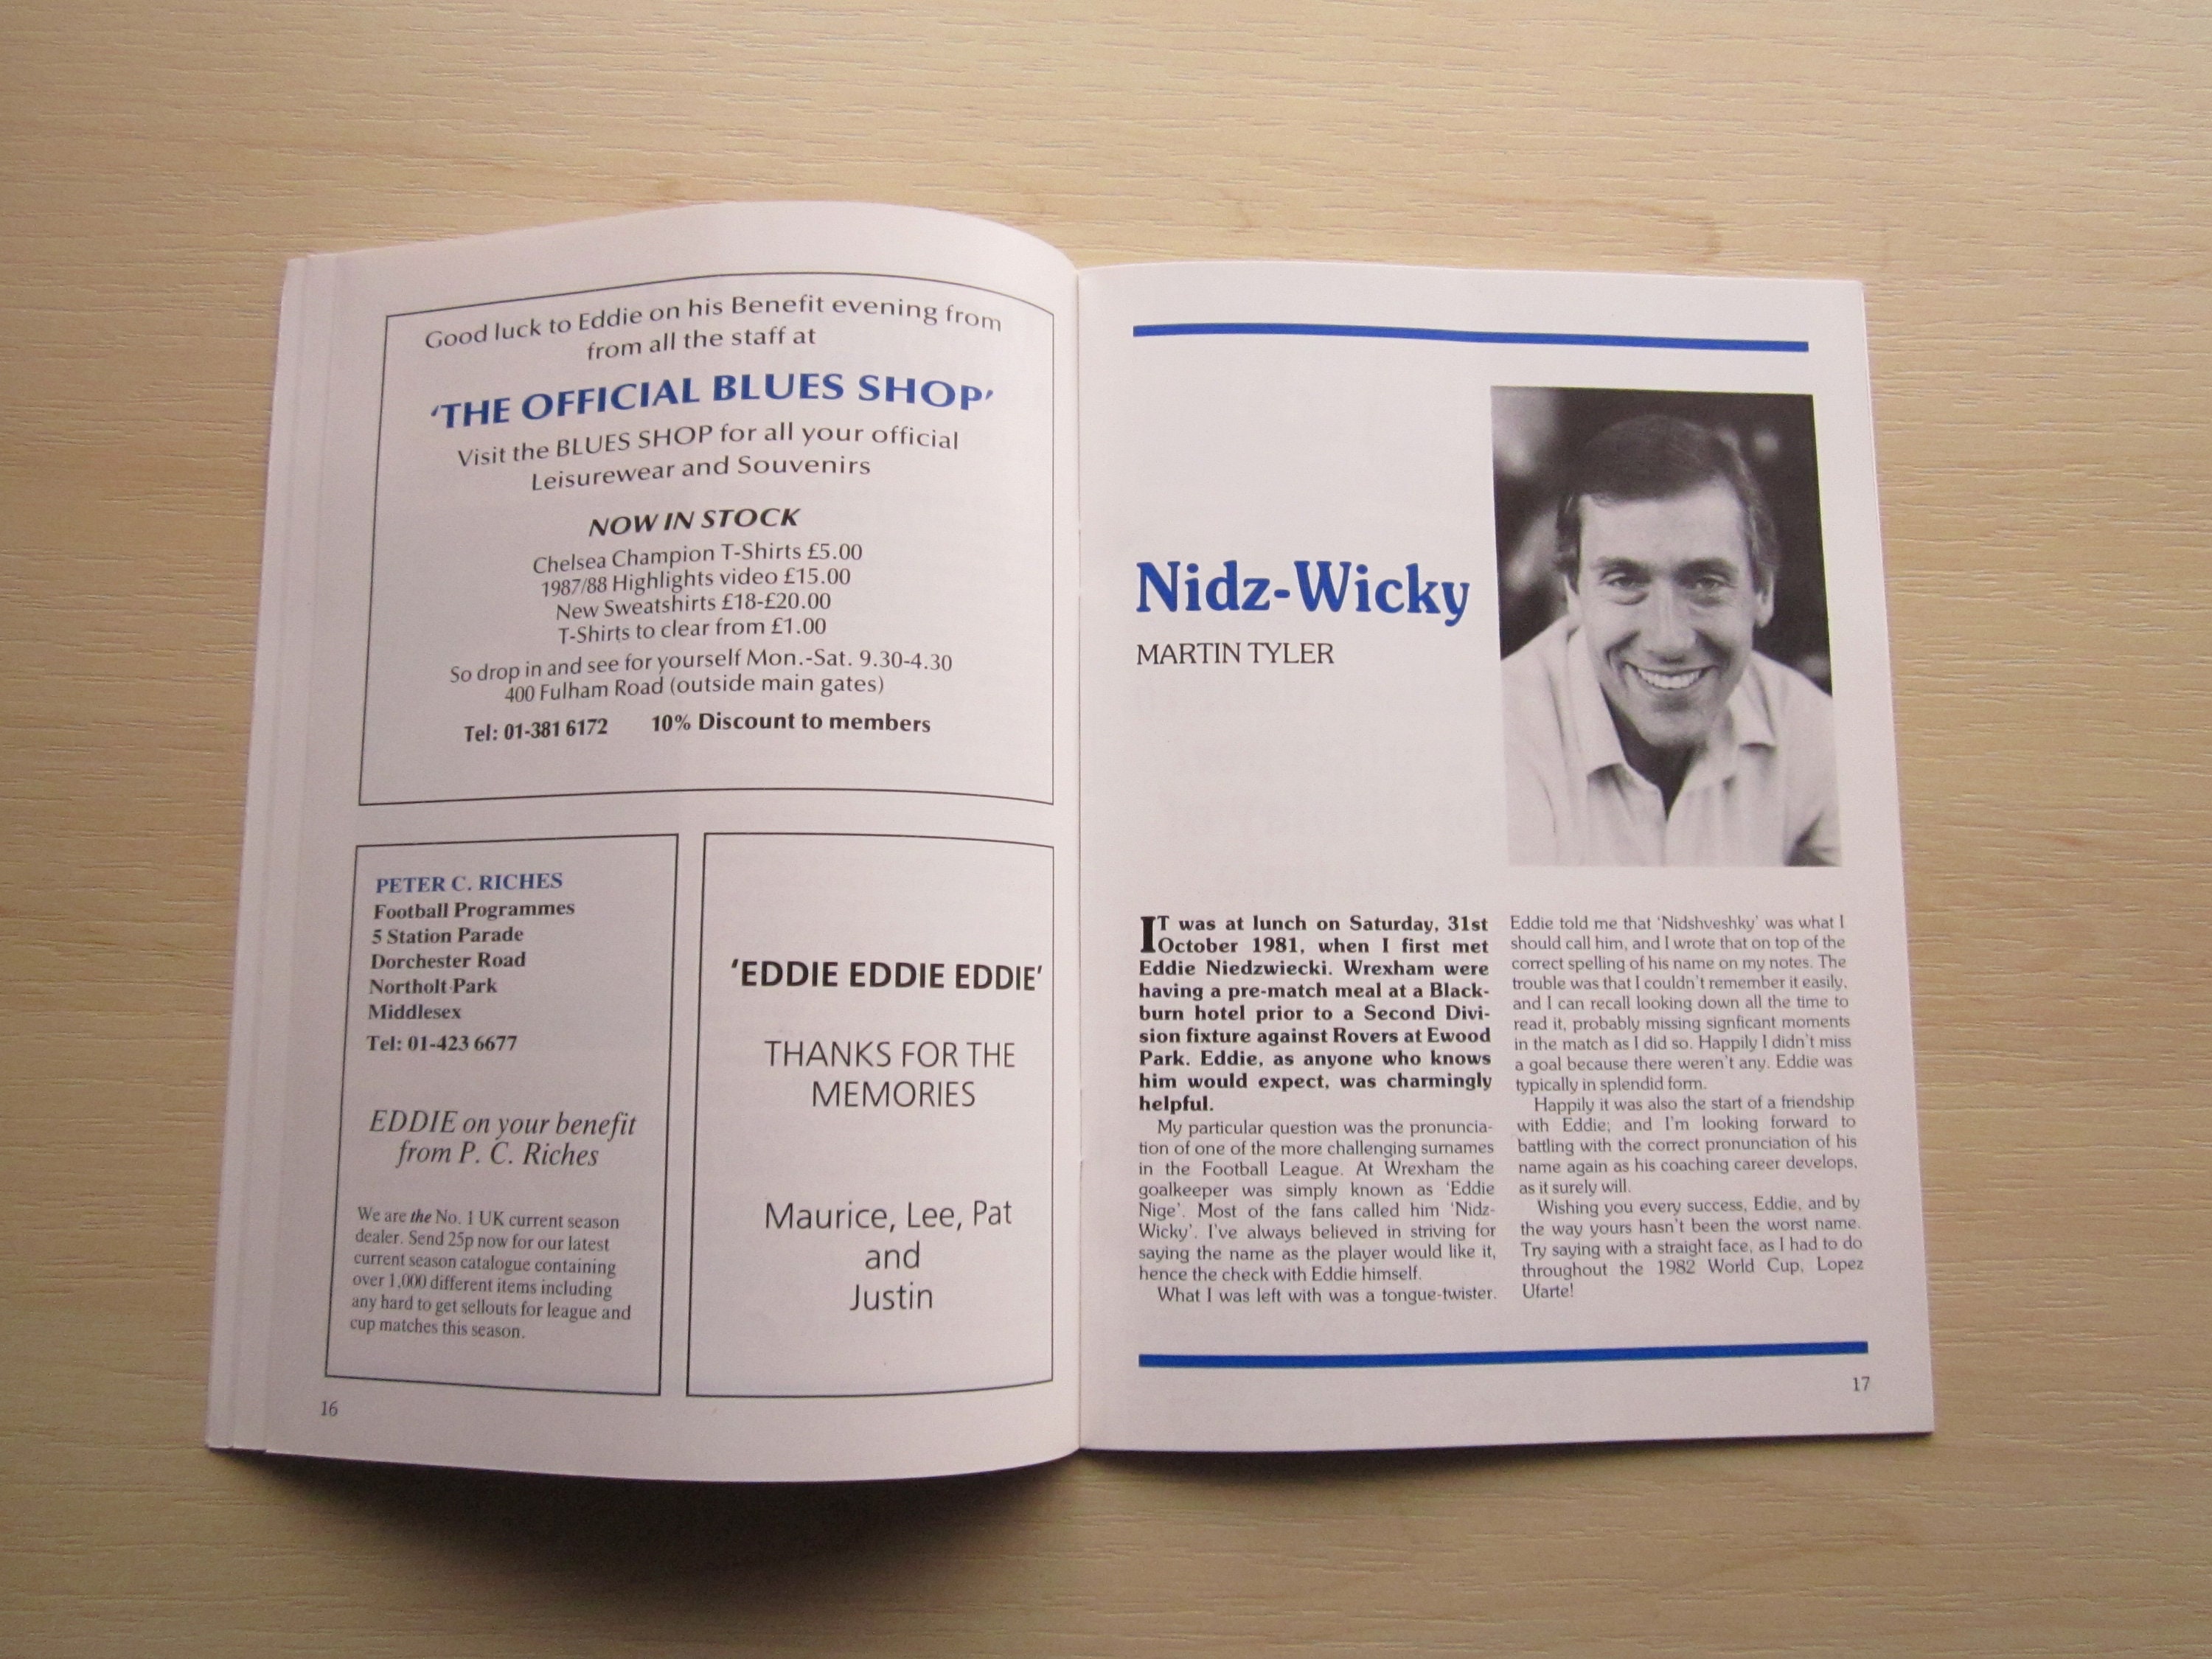 Good luck to Eddie on his Benefit evening from
from all the staff at
'THE OFFICIAL BLUES SHOP'
Visit the BLUES SHOP for all your official
Leisurewear and Souvenirs
NOW IN STOCK
Chelsea Champion T-Shirts £5.00
1987/88 Highlights video £15.00
New Sweatshirts £18-£20.00
T-Shirts to clear from £1.00
So drop in and see for yourself Mon.-Sat. 9.30-4.30
400 Fulham Road (outside main gates)
Tel: 01-381 6172 10% Discount to members
PETER C. RICHES
Football Programmes
5 Station Parade
Dorchester Road
Northolt Park
Middlesex
Tel: 01-423 6677
EDDIE on your benefit
from P. C. Riches
We are the No. 1 UK current season
dealer. Send 25p now for our latest
current season catalogue containing
over 1,000 different items including
any hard to get sellouts for league and
cup matches this season.
'EDDIE EDDIE EDDIE'
THANKS FOR THE
MEMORIES
Maurice, Lee, Pat
and
Justin
16
Nidz-Wicky
MARTIN TYLER
IT was at lunch on Saturday, 31st
October 1981, when I first met
Eddie Niedzwiecki. Wrexham were
having a pre-match meal at a Black-
burn hotel prior to a Second Divi-
sion fixture against Rovers at Ewood
Park. Eddie, as anyone who knows
him would expect, was charmingly
helpful.
My particular question was the pronuncia-
tion of one of the more challenging surnames
in the Football League. At Wrexham the
goalkeeper was simply known as 'Eddie
Nige'. Most of the fans called him 'Nidz-
Wicky'. I've always believed in striving for
saying the name as the player would like it,
hence the check with Eddie himself.
What I was left with was a tongue-twister.
Eddie told me that 'Nidshveshky' was what I
should call him, and I wrote that on top of the
correct spelling of his name on my notes. The
trouble was that I couldn't remember it easily,
and I can recall looking down all the time to
read it, probably missing signficant moments
in the match as I did so. Happily I didn't miss
a goal because there weren't any. Eddie was
typically in splendid form.
Happily it was also the start of a friendship
with Eddie; and I'm looking forward to
battling with the correct pronunciation of his
name again as his coaching career develops,
as it surely will.
Wishing you every success, Eddie, and by
the way yours hasn't been the worst name.
Try saying with a straight face, as I had to do
throughout the 1982 World Cup, Lopez
Ufarte!
17